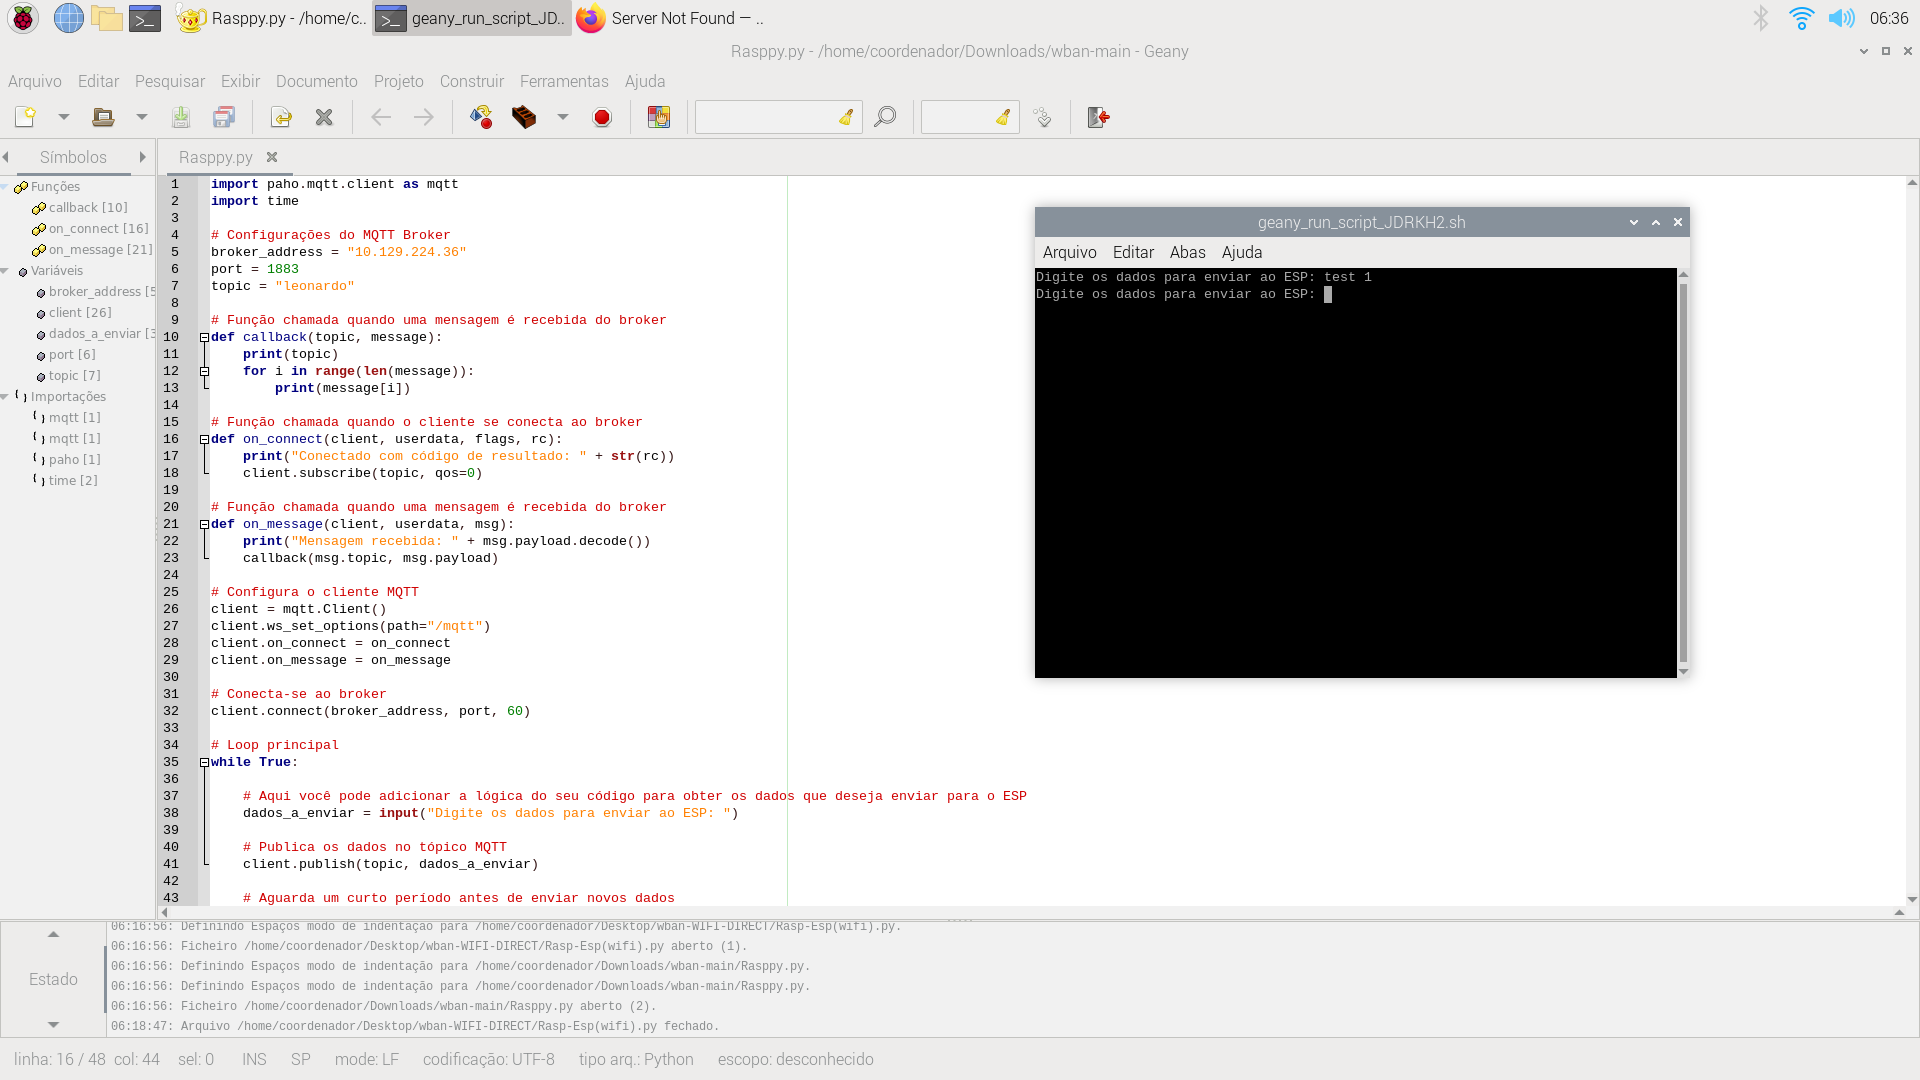 Rasppy.py - /home/c..
geany_run_script_JD..
Server Not Found — ..
06:36
Rasppy.py - /home/coordenador/Downloads/wban-main - Geany
Arquivo Editar Pesquisar Exibir Documento Projeto Construir Ferramentas Ajuda
Símbolos
Rasppy.py
Funções
callback [10]
on_connect [16]
on_message [21]
Variáveis
broker_address [5
client [26]
dados_a_enviar [3
port [6]
topic [7]
Importações
mqtt [1]
mqtt [1]
paho [1]
time [2]
1 import paho.mqtt.client as mqtt
2 import time
3
4 # Configurações do MQTT Broker
5 broker_address = "10.129.224.36"
6 port = 1883
7 topic = "leonardo"
8
9 # Função chamada quando uma mensagem é recebida do broker
10 def callback(topic, message):
11     print(topic)
12     for i in range(len(message)):
13         print(message[i])
14
15 # Função chamada quando o cliente se conecta ao broker
16 def on_connect(client, userdata, flags, rc):
17     print("Conectado com código de resultado: " + str(rc))
18     client.subscribe(topic, qos=0)
19
20 # Função chamada quando uma mensagem é recebida do broker
21 def on_message(client, userdata, msg):
22     print("Mensagem recebida: " + msg.payload.decode())
23     callback(msg.topic, msg.payload)
24
25 # Configura o cliente MQTT
26 client = mqtt.Client()
27 client.ws_set_options(path="/mqtt")
28 client.on_connect = on_connect
29 client.on_message = on_message
30
31 # Conecta-se ao broker
32 client.connect(broker_address, port, 60)
33
34 # Loop principal
35 while True:
36
37     # Aqui você pode adicionar a lógica do seu código para obter os dados que deseja enviar para o ESP
38     dados_a_enviar = input("Digite os dados para enviar ao ESP: ")
39
40     # Publica os dados no tópico MQTT
41     client.publish(topic, dados_a_enviar)
42
43     # Aguarda um curto período antes de enviar novos dados
geany_run_script_JDRKH2.sh
Arquivo Editar Abas Ajuda
Digite os dados para enviar ao ESP: test 1
Digite os dados para enviar ao ESP:
Estado
06:16:56: Definindo Espaços modo de indentação para /home/coordenador/Desktop/wban-WIFI-DIRECT/Rasp-Esp(wifi).py.
06:16:56: Ficheiro /home/coordenador/Desktop/wban-WIFI-DIRECT/Rasp-Esp(wifi).py aberto (1).
06:16:56: Definindo Espaços modo de indentação para /home/coordenador/Downloads/wban-main/Rasppy.py.
06:16:56: Definindo Espaços modo de indentação para /home/coordenador/Downloads/wban-main/Rasppy.py.
06:16:56: Ficheiro /home/coordenador/Downloads/wban-main/Rasppy.py aberto (2).
06:18:47: Arquivo /home/coordenador/Desktop/wban-WIFI-DIRECT/Rasp-Esp(wifi).py fechado.
linha: 16 / 48 col: 44 sel: 0 INS SP mode: LF codificação: UTF-8 tipo arq.: Python escopo: desconhecido